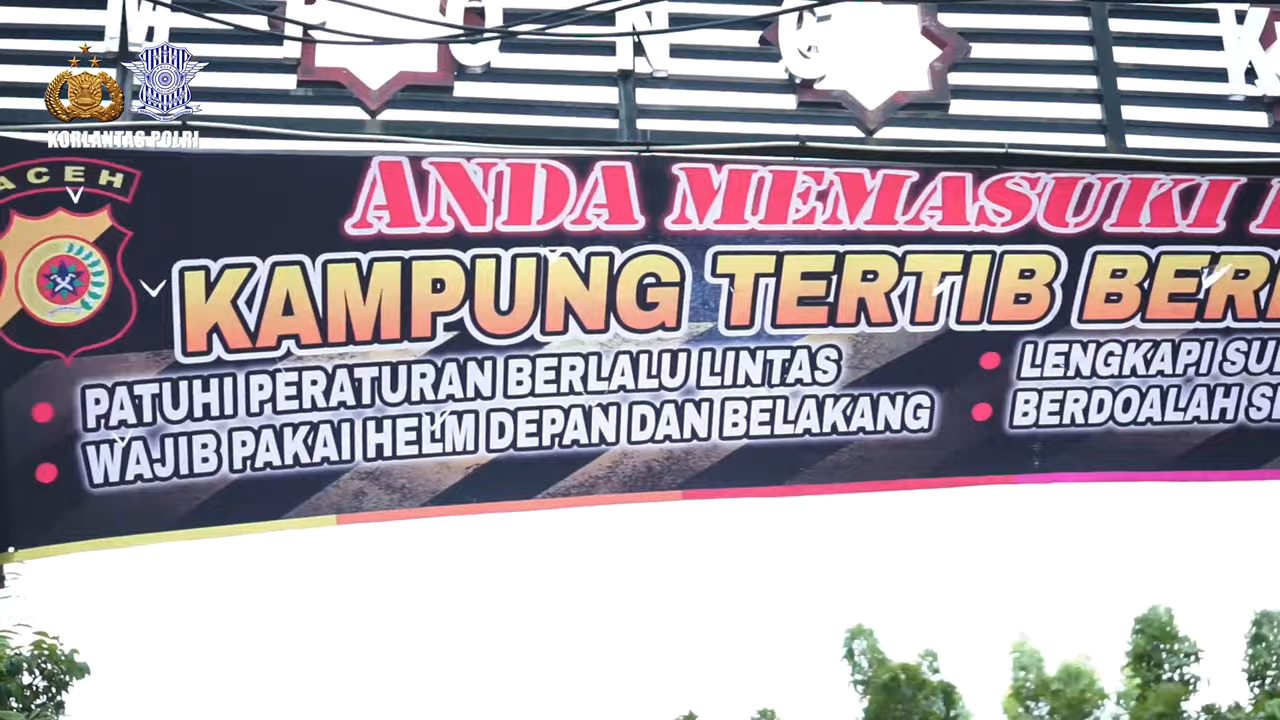 KORLANTAS POLRI
ACEH
ANDA MEMASUKI
KAMPUNG TERTIB
PATUHI PERATURAN BERLALU LINTAS
WAJIB PAKAI HELM DEPAN DAN BELAKANG
LENGKAPI
BERDOALAH